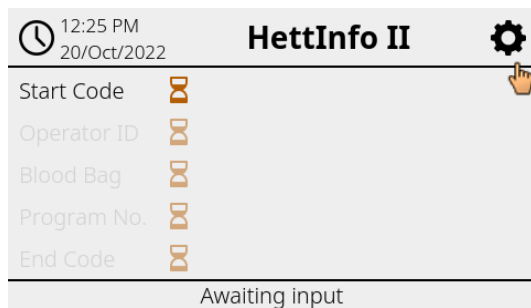 12:25 PM
20/Oct/2022
HettInfo II
Start Code
Operator ID
Blood Bag
Program No.
End Code
Awaiting input